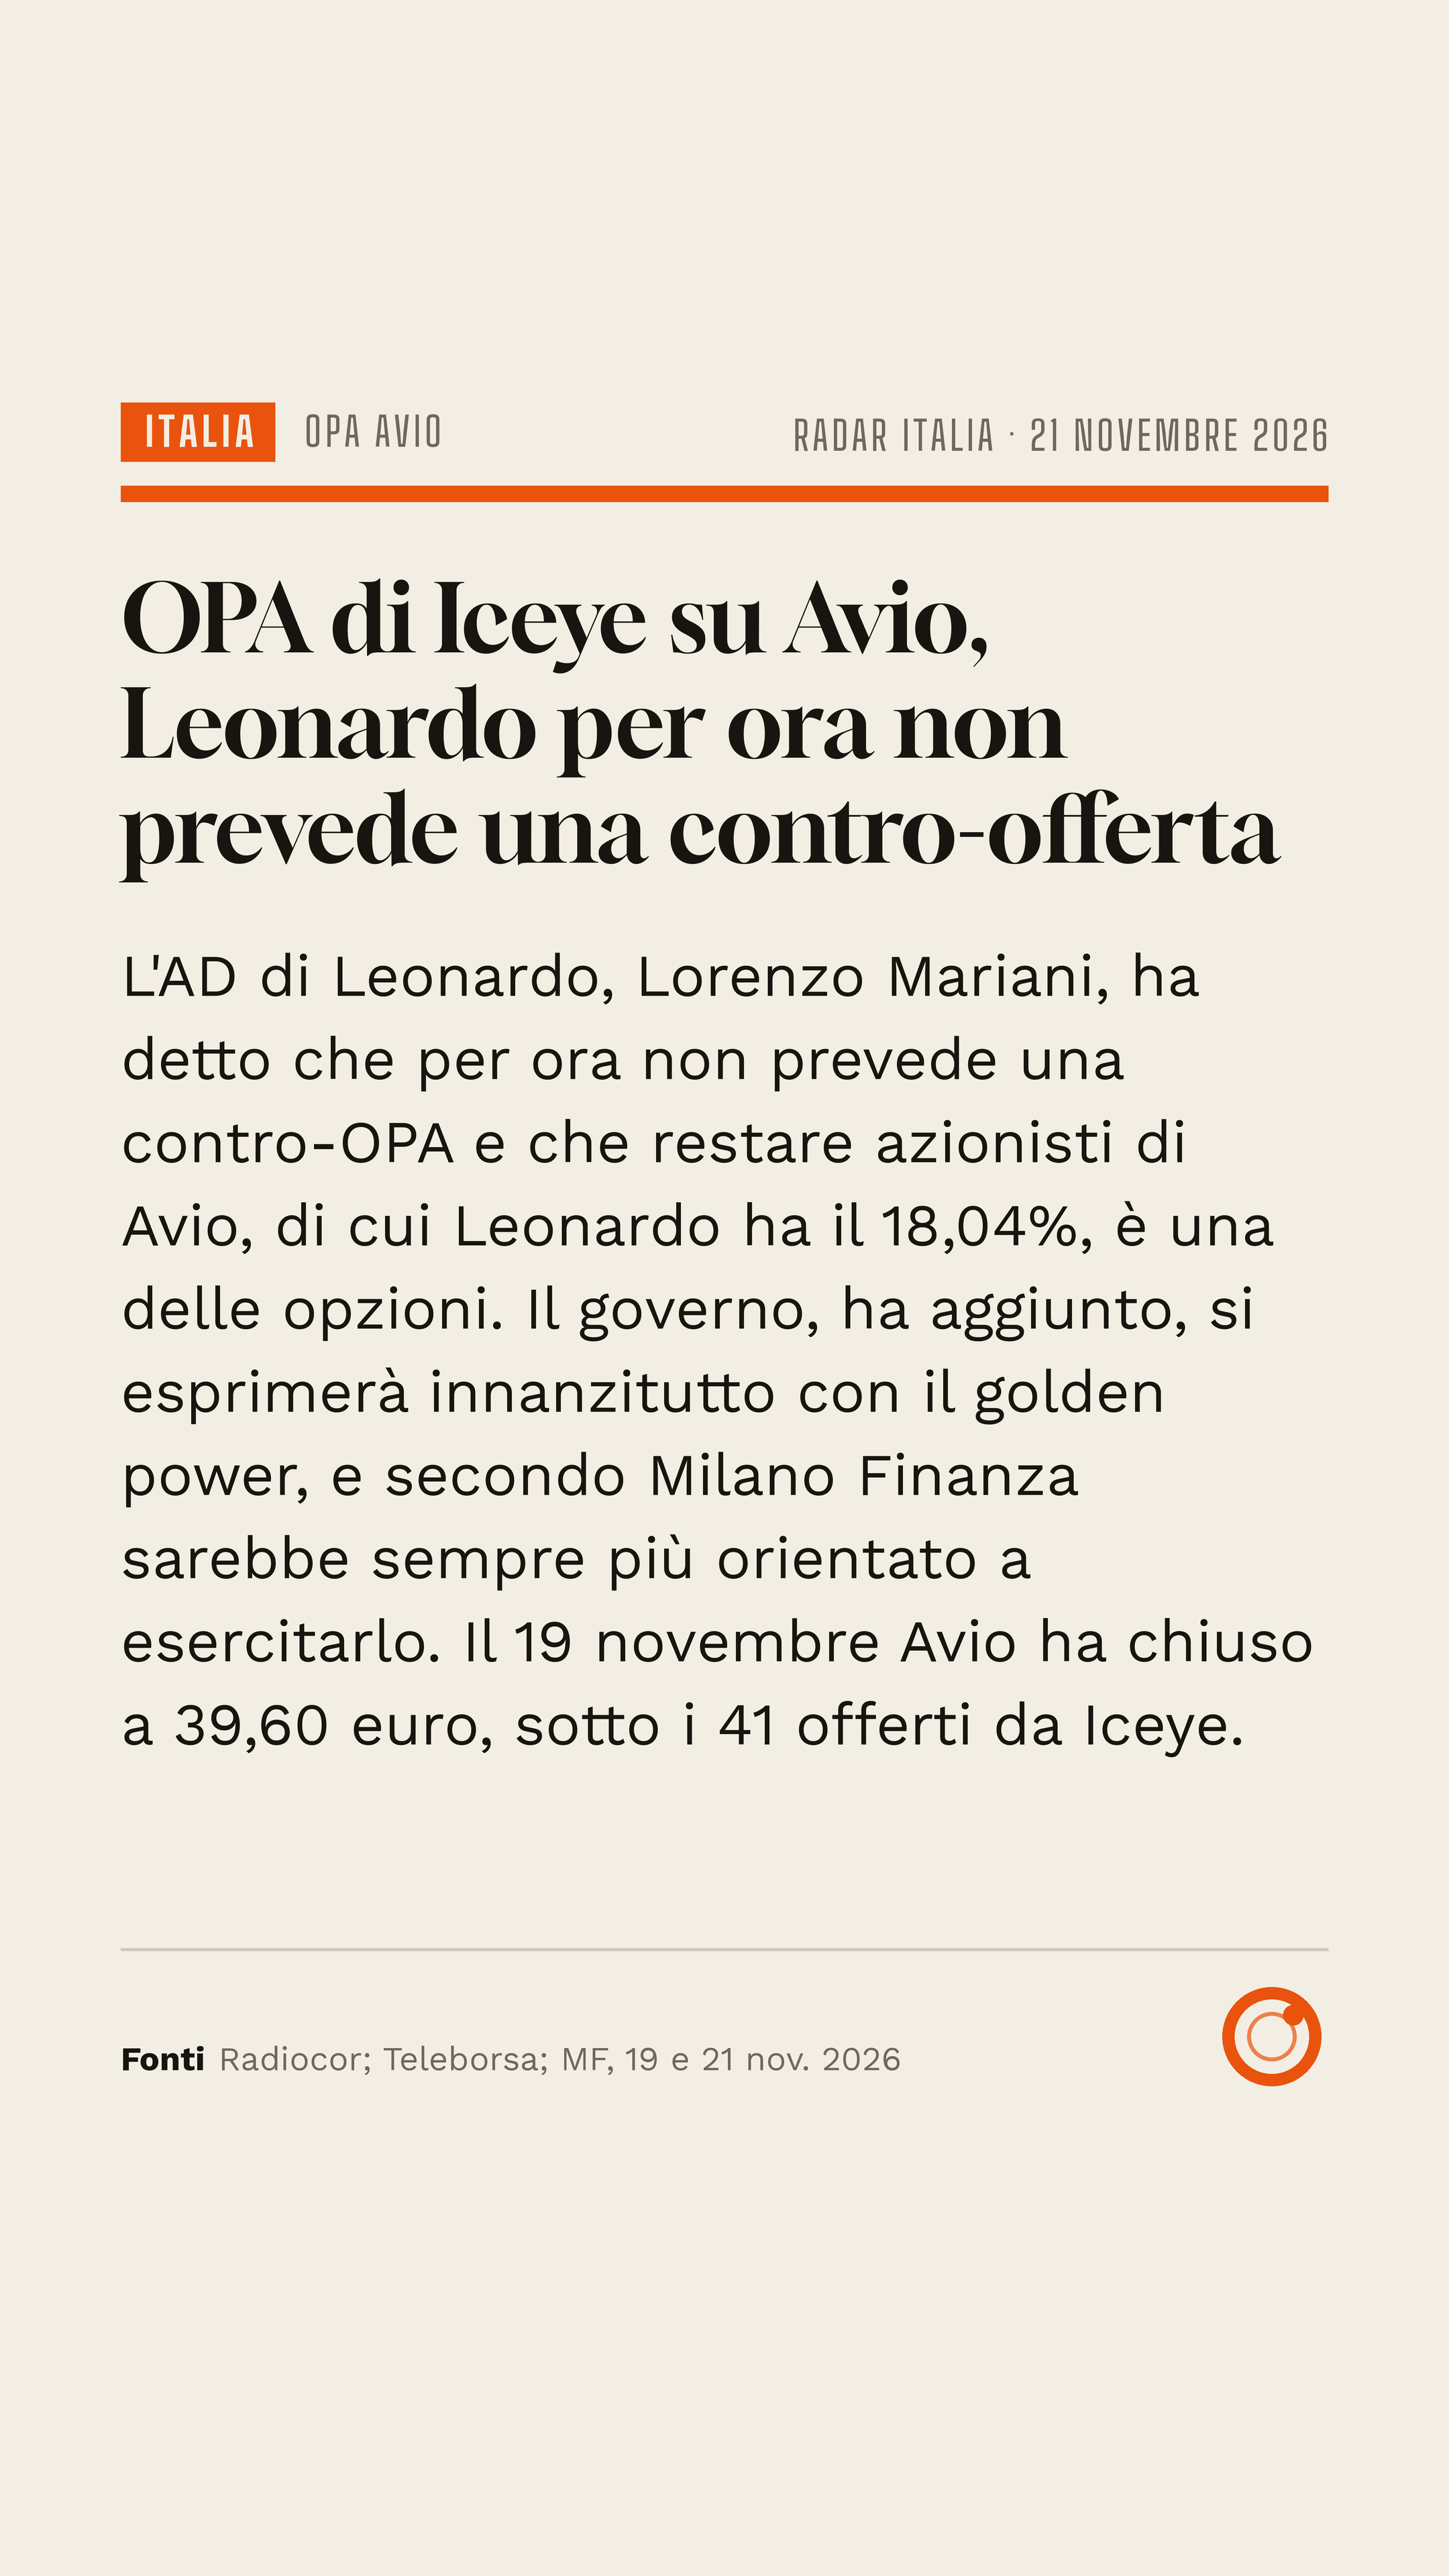 ITALIA OPA AVIO RADAR ITALIA · 21 NOVEMBRE 2026
OPA di Iceye su Avio,
Leonardo per ora non
prevede una contro-offerta
L'AD di Leonardo, Lorenzo Mariani, ha
detto che per ora non prevede una
contro-OPA e che restare azionisti di
Avio, di cui Leonardo ha il 18,04%, è una
delle opzioni. Il governo, ha aggiunto, si
esprimerà innanzitutto con il golden
power, e secondo Milano Finanza
sarebbe sempre più orientato a
esercitarlo. Il 19 novembre Avio ha chiuso
a 39,60 euro, sotto i 41 offerti da Iceye.
Fonti Radiocor; Teleborsa; MF, 19 e 21 nov. 2026